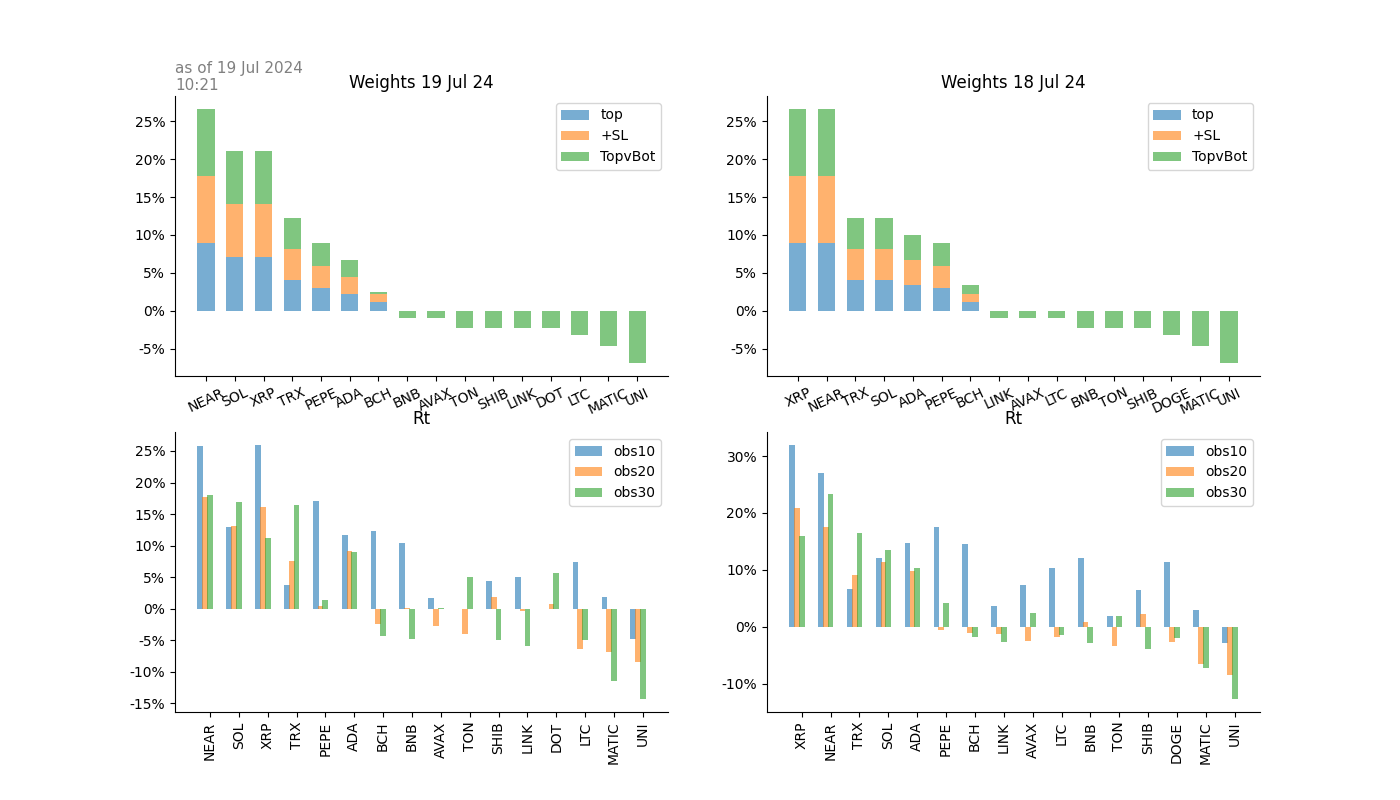 as of 19 Jul 2024
10:21
Weights 19 Jul 24
25%
20%
15%
10%
5%
0%
-5%
top
+SL
TopvBot
NEAR SOL XRP TRX PEPE ADA BCH BNB AVAX TON SHIB LINK DOT LTC MATIC UNI
Weights 18 Jul 24
25%
20%
15%
10%
5%
0%
-5%
top
+SL
TopvBot
XRP NEAR TRX SOL ADA PEPE BCH LINK AVAX LTC BNB TON SHIB DOGE MATIC UNI
Rt
25%
20%
15%
10%
5%
0%
-5%
-10%
-15%
obs10
obs20
obs30
NEAR SOL XRP TRX PEPE ADA BCH BNB AVAX TON SHIB LINK DOT LTC MATIC UNI
Rt
30%
20%
10%
0%
-10%
obs10
obs20
obs30
XRP NEAR TRX SOL ADA PEPE BCH LINK AVAX LTC BNB TON SHIB DOGE MATIC UNI